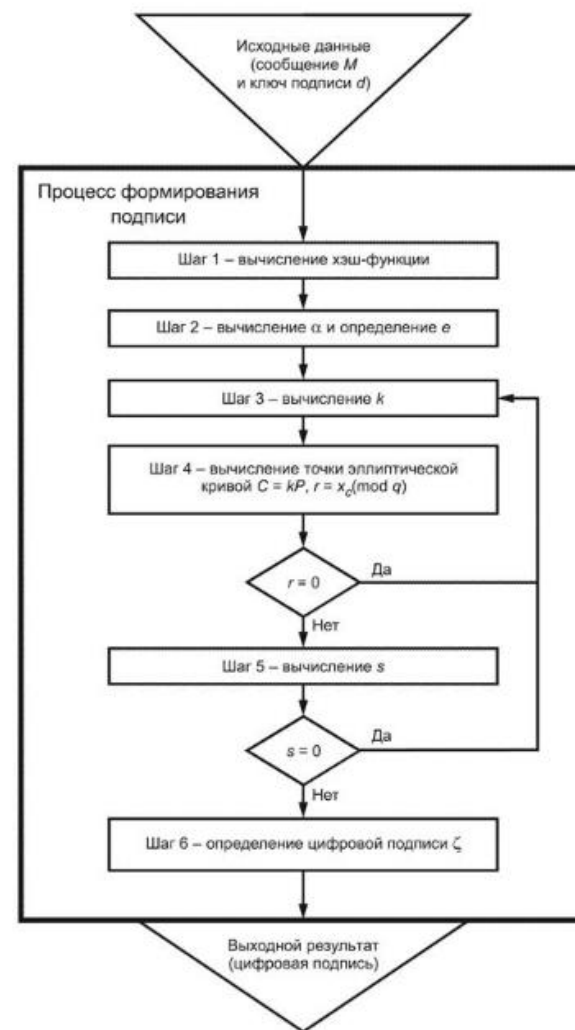 Исходные данные
(сообщение M
и ключ подписи d)
Процесс формирования
подписи
Шаг 1 – вычисление хэш-функции
Шаг 2 – вычисление α и определение e
Шаг 3 – вычисление k
Шаг 4 – вычисление точки эллиптической
кривой C = kP, r = x_c(mod q)
r = 0
Да
Нет
Шаг 5 – вычисление s
s = 0
Да
Нет
Шаг 6 – определение цифровой подписи ζ
Выходной результат
(цифровая подпись)